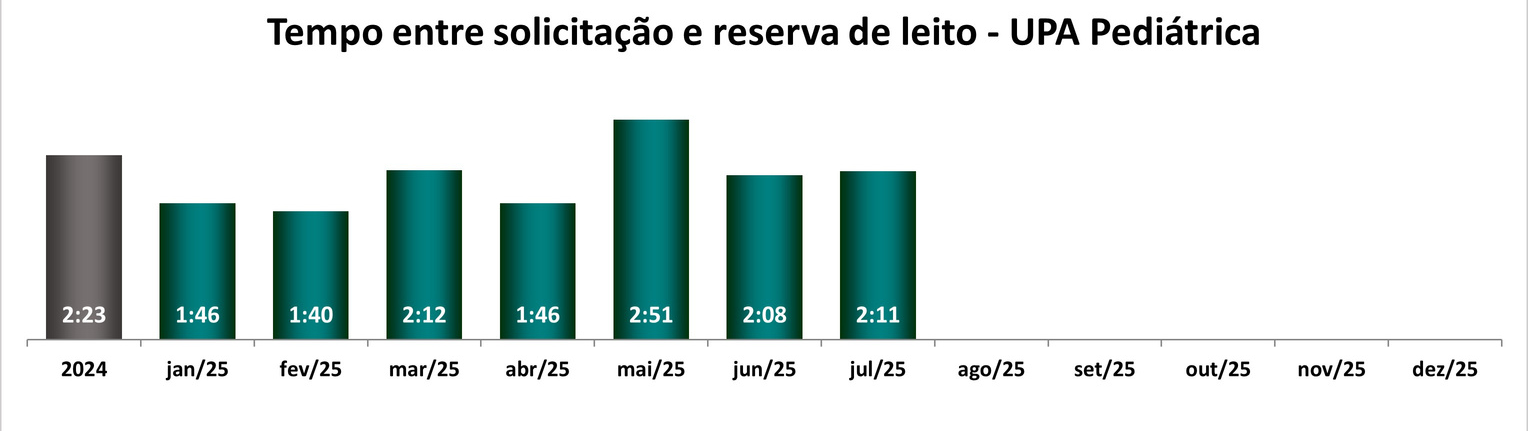 Tempo entre solicitação e reserva de leito - UPA Pediátrica
2:23 1:46 1:40 2:12 1:46 2:51 2:08 2:11
2024 jan/25 fev/25 mar/25 abr/25 mai/25 jun/25 jul/25 ago/25 set/25 out/25 nov/25 dez/25